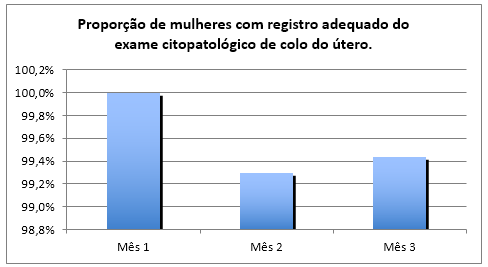 Proporção de mulheres com registro adequado do
exame citopatológico de colo do útero.
100,2%
100,0%
99,8%
99,6%
99,4%
99,2%
99,0%
98,8%
Mês 1 Mês 2 Mês 3